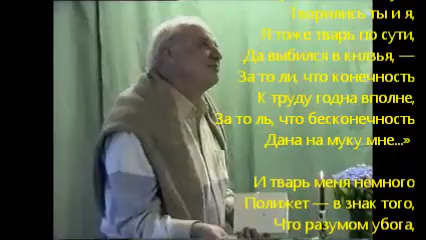 ты и я,
Я тоже тварь по сути,
Да выбился в князья, —
За то ли, что конечность
К труду годна вполне,
За то ль, что бесконечность
Дана на муку мне...»
И тварь меня немного
Полижет — в знак того,
Что разумом убога,